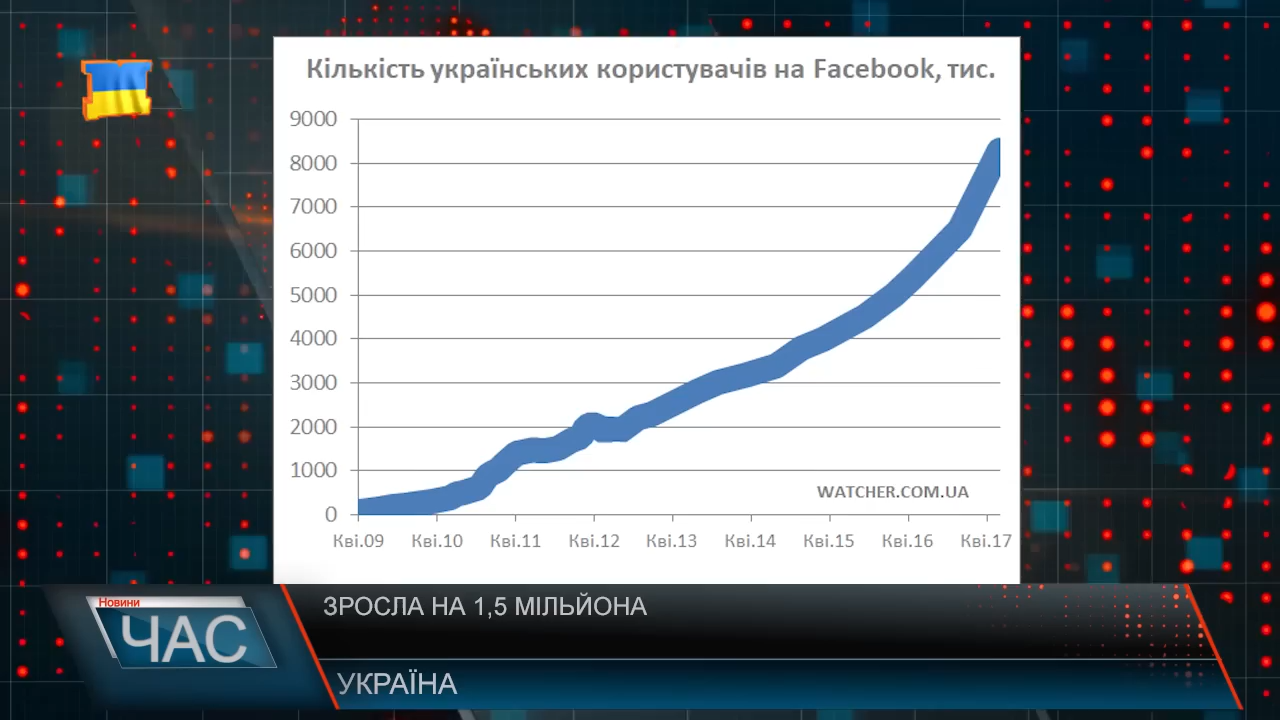 Кількість українських користувачів на Facebook, тис.
9000
8000
7000
6000
5000
4000
3000
2000
1000
0
WATCHER.COM.UA
Кві.09 Кві.10 Кві.11 Кві.12 Кві.13 Кві.14 Кві.15 Кві.16 Кві.17
Новини
ЧАС
ЗРОСЛА НА 1,5 МІЛЬЙОНА
УКРАЇНА